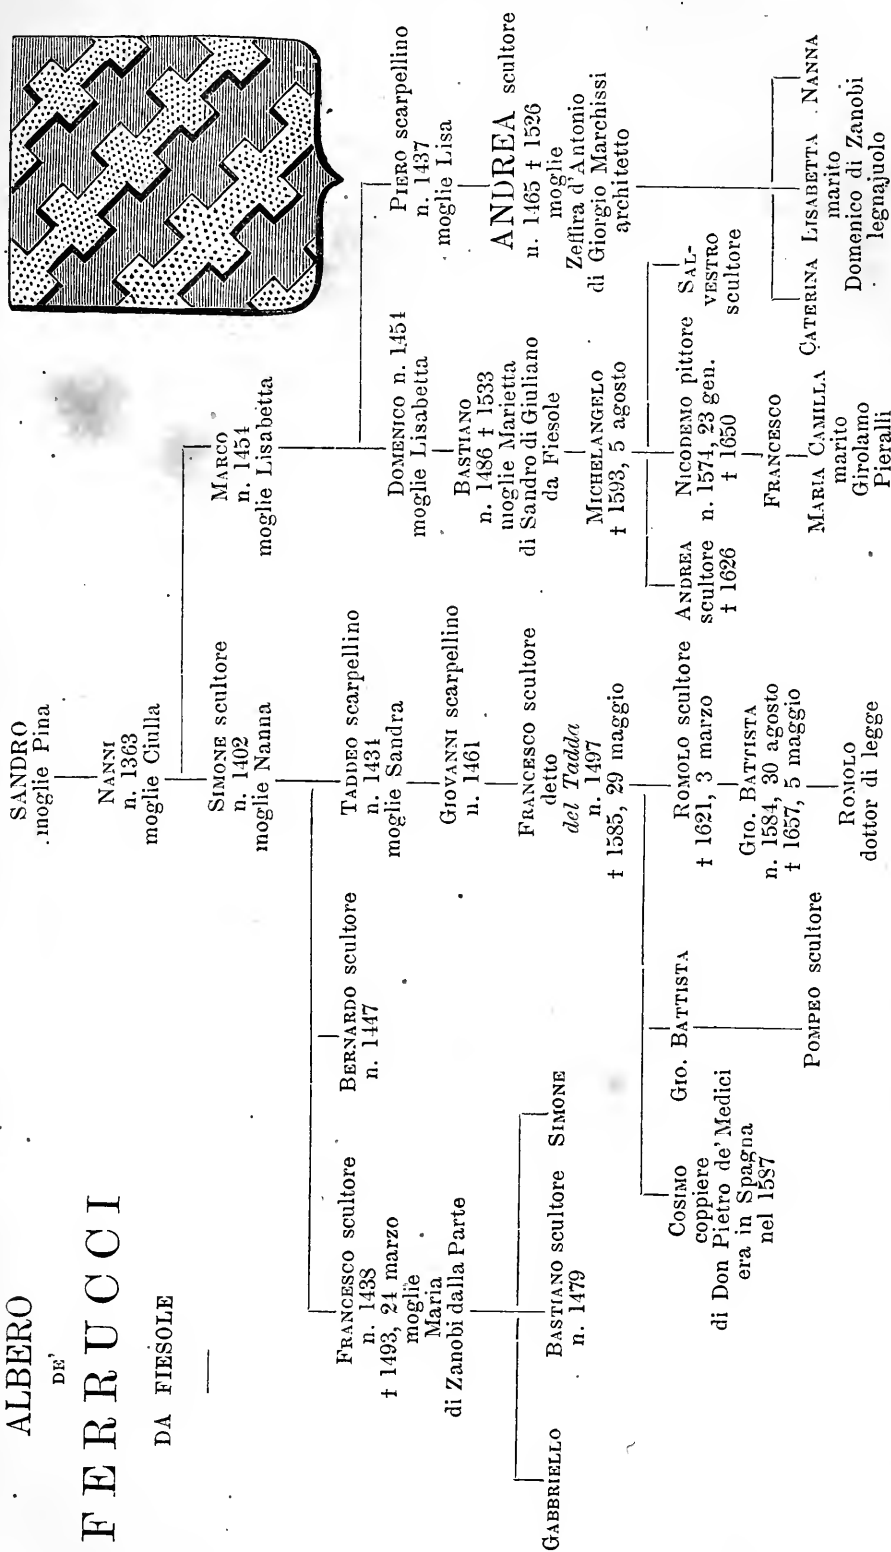 ALBERO
DE'
FERRUCCI
DA FIESOLE
SANDRO
moglie Pina
NANNI
n. 1363
moglie Ciulla
SIMONE scultore
n. 1402
moglie Nanna
MARCO
n. 1454
moglie Lisabetta
FRANCESCO scultore
n. 1438
† 1493, 24 marzo
moglie
Maria
di Zanobi dalla Parte
BERNARDO scultore
n. 1447
TADDEO scarpellino
n. 1431
moglie Sandra
DOMENICO n. 1451
moglie Lisabetta
PIERO scarpellino
n. 1437
moglie Lisa
GIOVANNI scarpellino
n. 1461
BASTIANO
n. 1486 † 1533
moglie Marietta
di Sandro di Giuliano
da Fiesole
ANDREA scultore
n. 1465 † 1526
moglie
Zeffira d'Antonio
di Giorgio Marchissi
architetto
GABBRIELLO
BASTIANO scultore
n. 1479
SIMONE
FRANCESCO scultore
detto
del Tadda
n. 1497
† 1585, 29 maggio
MICHELANGELO
† 1593, 5 agosto
COSIMO
coppiere
di Don Pietro de' Medici
era in Spagna
nel 1587
GIO. BATTISTA
ROMOLO scultore
† 1621, 3 marzo
ANDREA
scultore
† 1626
NICODEMO pittore
n. 1574, 23 gen.
† 1650
SAL-
VESTRO
scultore
POMPEO scultore
GIO. BATTISTA
n. 1584, 30 agosto
† 1657, 5 maggio
FRANCESCO
ROMOLO
dottor di legge
MARIA CAMILLA
marito
Girolamo
Pieralli
CATERINA
LISABETTA
marito
Domenico di Zanobi
legnajuolo
NANNA